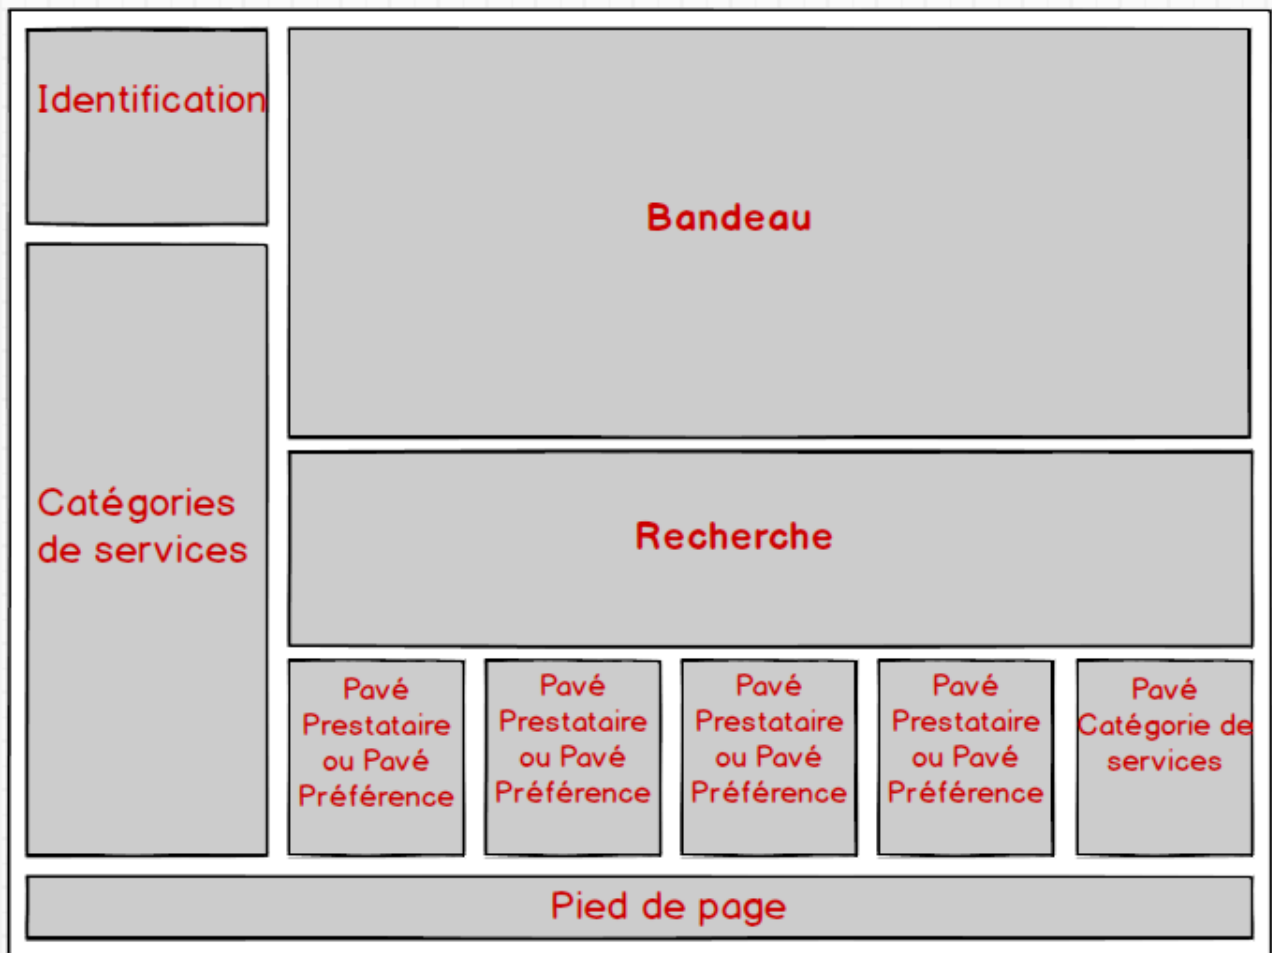 Identification
Bandeau
Catégories
de services
Recherche
Pavé
Prestataire
ou Pavé
Préférence
Pavé
Prestataire
ou Pavé
Préférence
Pavé
Prestataire
ou Pavé
Préférence
Pavé
Prestataire
ou Pavé
Préférence
Pavé
Catégorie de
services
Pied de page